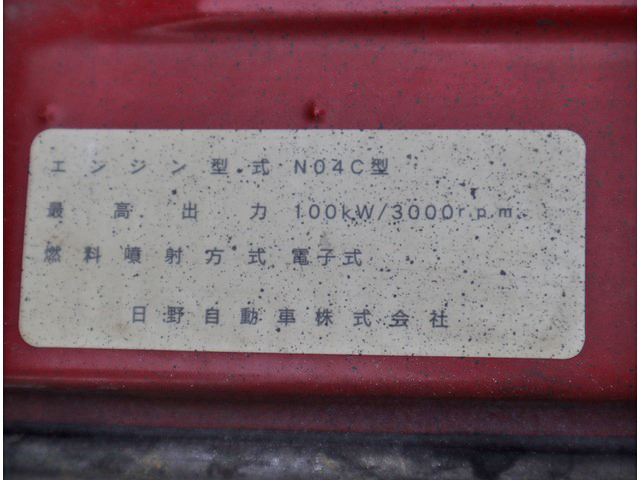 エンジン型式 N04C型
最高出力 100kW/3000r.p.m.
燃料噴射方式 電子式
日野自動車株式会社